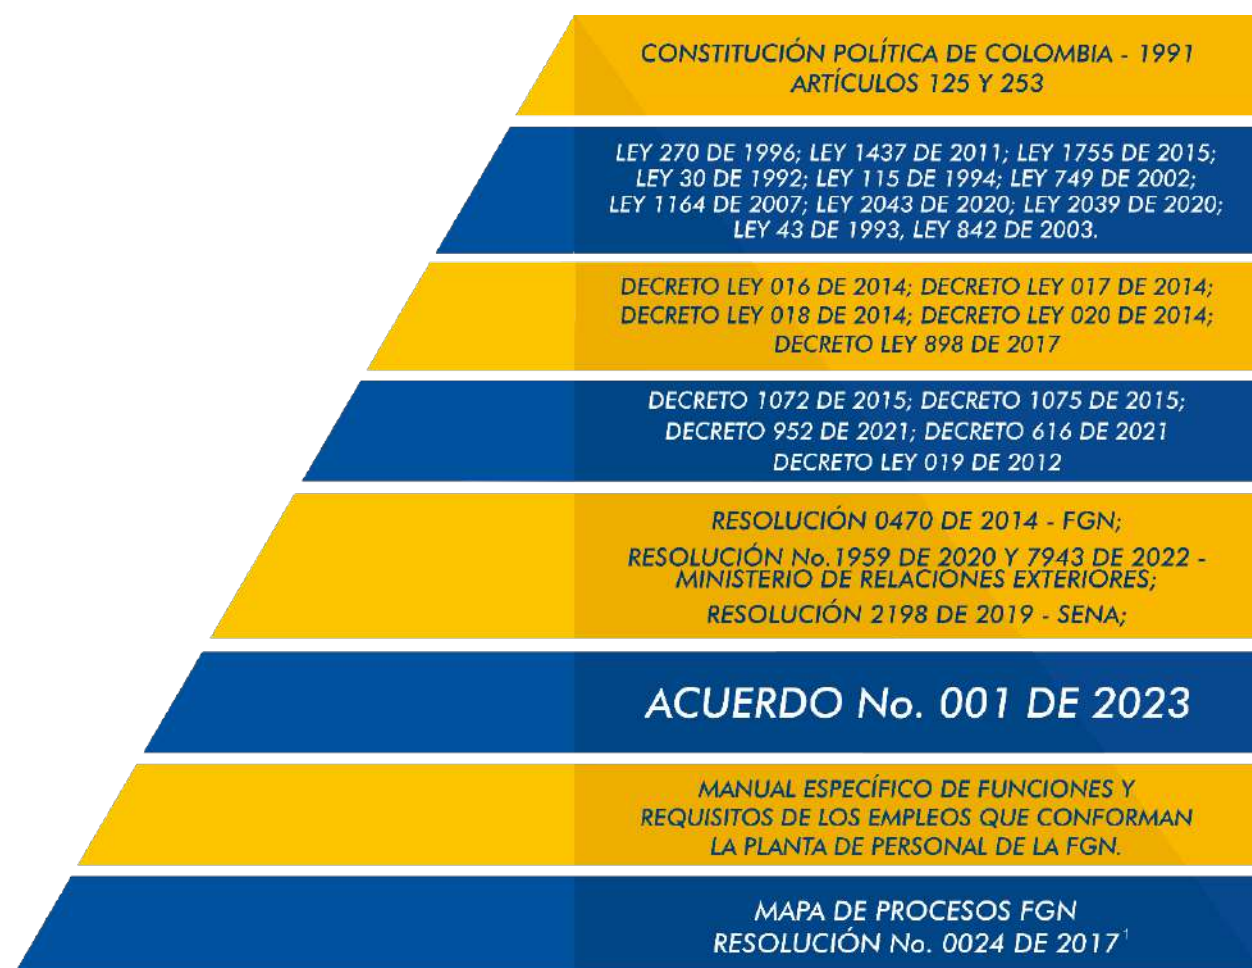 CONSTITUCIÓN POLÍTICA DE COLOMBIA - 1991
ARTÍCULOS 125 Y 253
LEY 270 DE 1996; LEY 1437 DE 2011; LEY 1755 DE 2015;
LEY 30 DE 1992; LEY 115 DE 1994; LEY 749 DE 2002;
LEY 1164 DE 2007; LEY 2043 DE 2020; LEY 2039 DE 2020;
LEY 43 DE 1993, LEY 842 DE 2003.
DECRETO LEY 016 DE 2014; DECRETO LEY 017 DE 2014;
DECRETO LEY 018 DE 2014; DECRETO LEY 020 DE 2014;
DECRETO LEY 898 DE 2017
DECRETO 1072 DE 2015; DECRETO 1075 DE 2015;
DECRETO 952 DE 2021; DECRETO 616 DE 2021
DECRETO LEY 019 DE 2012
RESOLUCIÓN 0470 DE 2014 - FGN;
RESOLUCIÓN No.1959 DE 2020 Y 7943 DE 2022 -
MINISTERIO DE RELACIONES EXTERIORES;
RESOLUCIÓN 2198 DE 2019 - SENA;
ACUERDO No. 001 DE 2023
MANUAL ESPECÍFICO DE FUNCIONES Y
REQUISITOS DE LOS EMPLEOS QUE CONFORMAN
LA PLANTA DE PERSONAL DE LA FGN.
MAPA DE PROCESOS FGN
RESOLUCIÓN No. 0024 DE 2017¹